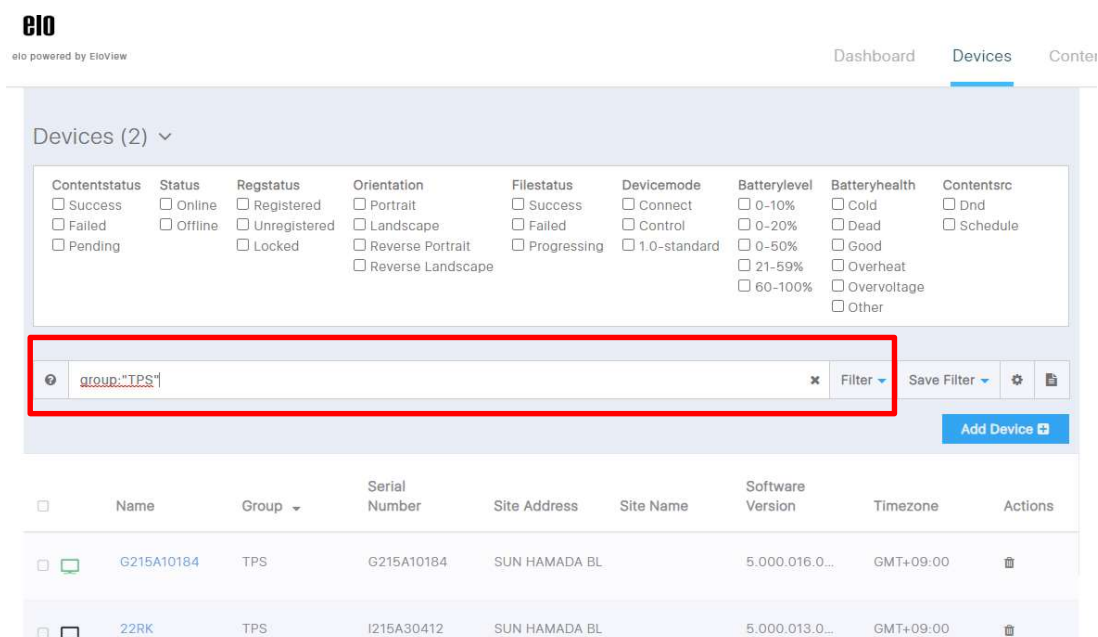 elo
elo powered by EloView
Dashboard Devices Conter
Devices (2)
Contentstatus Status Regstatus Orientation Filestatus Devicemode Batterylevel Batteryhealth Contentsrc
Success Online Registered Portrait Success Connect 0-10% Cold Dnd
Failed Offline Unregistered Landscape Failed Control 0-20% Dead Schedule
Pending Locked Reverse Portrait Progressing 1.0-standard 0-50% Good
Reverse Landscape 21-59% Overheat
60-100% Overvoltage
Other
group:"TPS" Filter Save Filter
Add Device
Name Group Serial Number Site Address Site Name Software Version Timezone Actions
G215A10184 TPS G215A10184 SUN HAMADA BL 5.000.016.0... GMT+09:00
22RK TPS I215A30412 SUN HAMADA BL 5.000.013.0... GMT+09:00